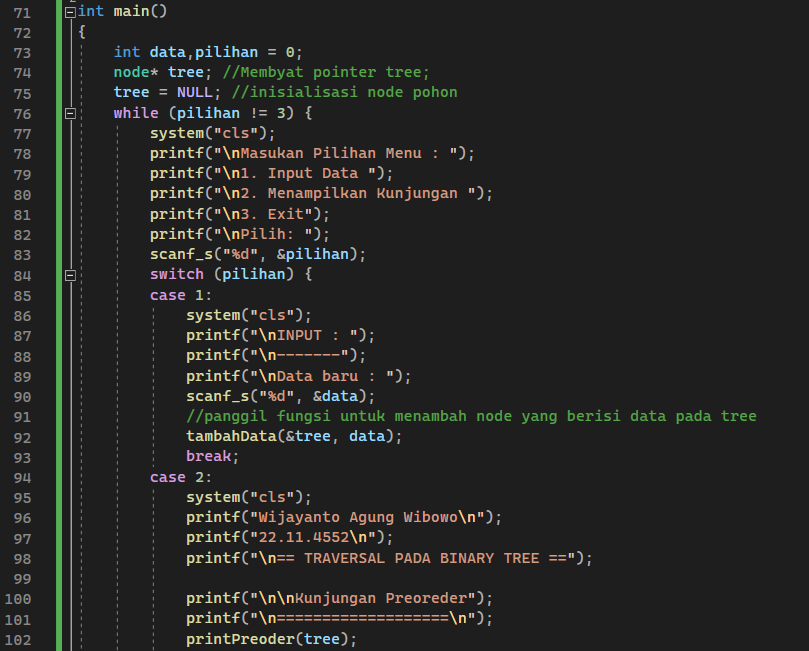 71 int main()
72 {
73 int data,pilihan = 0;
74 node* tree; //Membyat pointer tree;
75 tree = NULL; //inisialisasi node pohon
76 while (pilihan != 3) {
77 system("cls");
78 printf("\nMasukan Pilihan Menu : ");
79 printf("\n1. Input Data ");
80 printf("\n2. Menampilkan Kunjungan ");
81 printf("\n3. Exit");
82 printf("\nPilih: ");
83 scanf_s("%d", &pilihan);
84 switch (pilihan) {
85 case 1:
86 system("cls");
87 printf("\nINPUT : ");
88 printf("\n-------");
89 printf("\nData baru : ");
90 scanf_s("%d", &data);
91 //panggil fungsi untuk menambah node yang berisi data pada tree
92 tambahData(&tree, data);
93 break;
94 case 2:
95 system("cls");
96 printf("Wijayanto Agung Wibowo\n");
97 printf("22.11.4552\n");
98 printf("\n== TRAVERSAL PADA BINARY TREE ==");
99
100 printf("\n\nKunjungan Preoreder");
101 printf("\n===================\n");
102 printPreoder(tree);